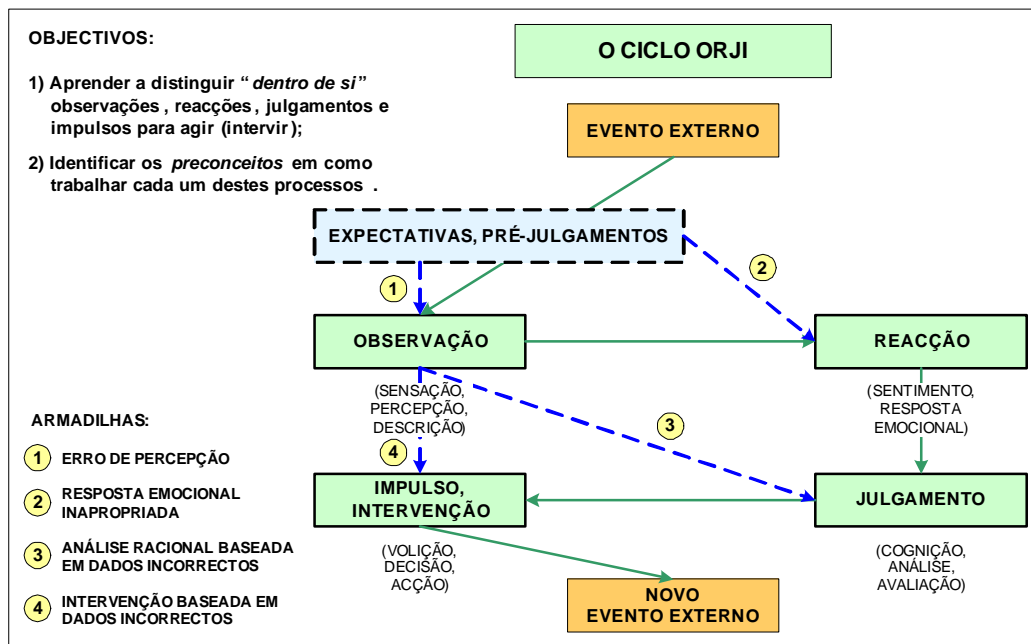 OBJECTIVOS:
O CICLO ORJI
1) Aprender a distinguir “dentro de si”
observações, reacções, julgamentos e
impulsos para agir (intervir);
EVENTO EXTERNO
2) Identificar os preconceitos em como
trabalhar cada um destes processos .
EXPECTATIVAS, PRÉ-JULGAMENTOS
2
1
OBSERVAÇÃO
REACÇÃO
(SENSAÇÃO,
PERCEPÇÃO,
DESCRIÇÃO)
(SENTIMENTO,
RESPOSTA
EMOCIONAL)
3
4
ARMADILHAS:
1 ERRO DE PERCEPÇÃO
2 RESPOSTA EMOCIONAL
INAPROPRIADA
3 ANÁLISE RACIONAL BASEADA
EM DADOS INCORRECTOS
4 INTERVENÇÃO BASEADA EM
DADOS INCORRECTOS
IMPULSO,
INTERVENÇÃO
JULGAMENTO
(VOLIÇÃO,
DECISÃO,
ACÇÃO)
(COGNIÇÃO,
ANÁLISE,
AVALIAÇÃO)
NOVO
EVENTO EXTERNO